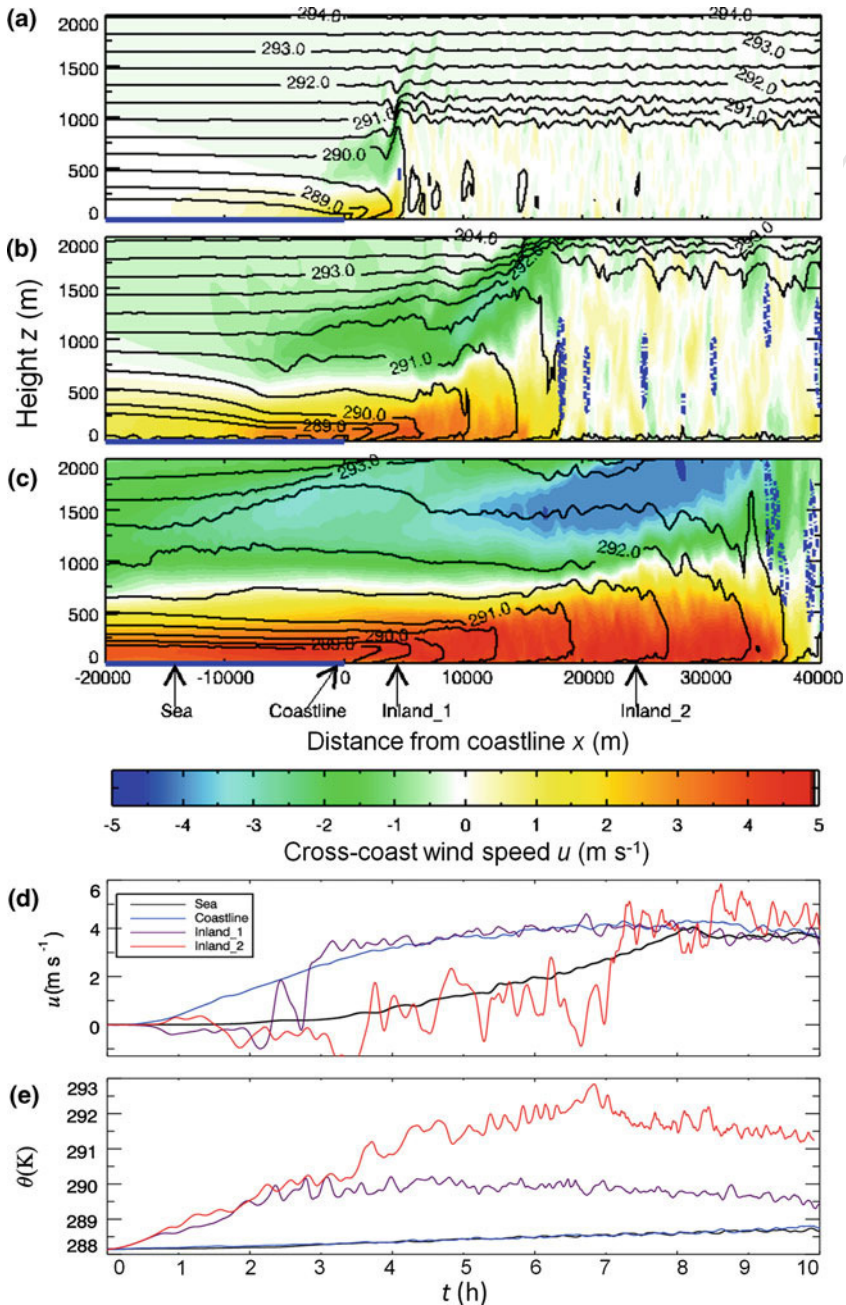 (a)
294.0
2000
293.0
293.0
1500
292.0
292.0
291.0
291.0
1000
290.0
500
289.0
0
(b)
2000
294.0
290.0
293.0
292.0
1500
1000
291.0
500
290.0
289.0
0
Height z (m)
(c)
2000
293.0
1500
1000
292.0
500
291.0
290.0
289.0
0
-20000 -10000 0 10000 20000 30000 40000
Sea Coastline Inland_1 Inland_2
Distance from coastline x (m)
-5 -4 -3 -2 -1 0 1 2 3 4 5
Cross-coast wind speed u (m s⁻¹)
(d)
6
4
2
0
u(m s⁻¹)
Sea
Coastline
Inland_1
Inland_2
(e)
293
292
291
290
289
288
θ(K)
0 1 2 3 4 5 6 7 8 9 10
t (h)